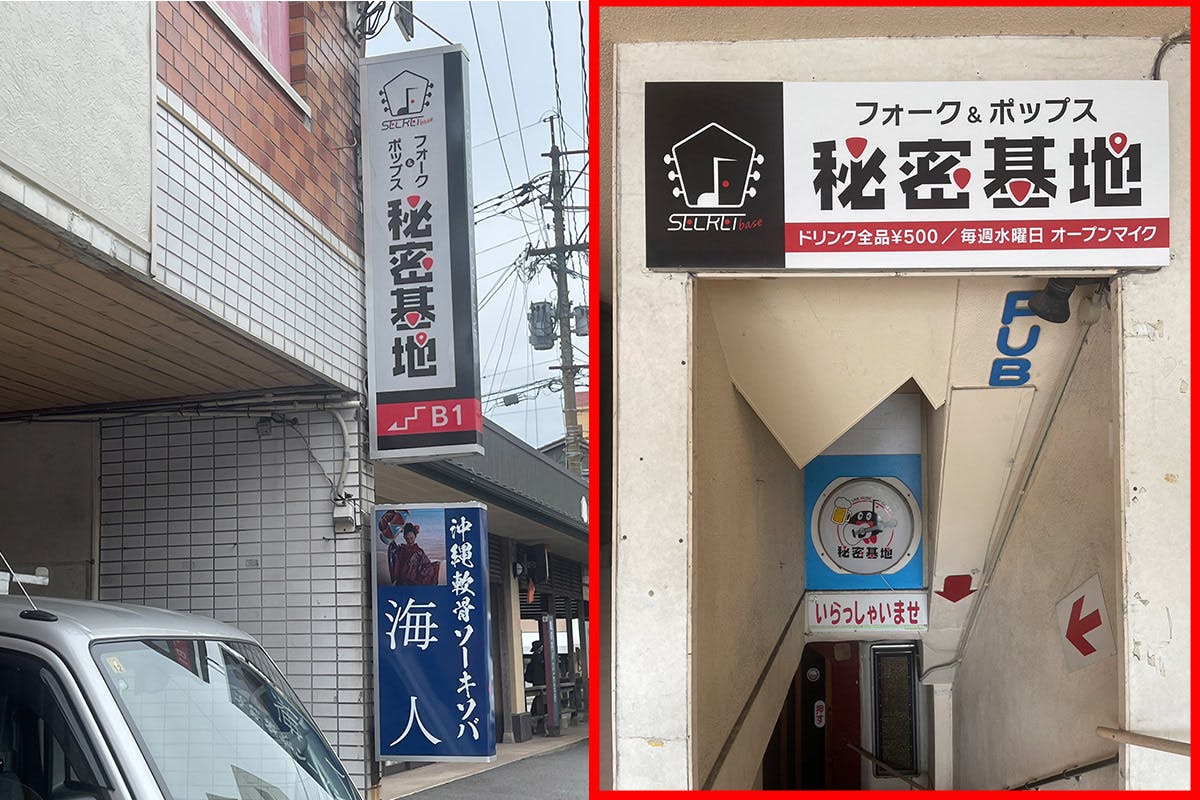 SECRET base
フォーク
&
ポップス
秘密基地
B1
沖縄軟骨ソーキソバ
海人
フォーク & ポップス
秘密基地
SECRET base
ドリンク全品¥500／毎週水曜日 オープンマイク
PUB
秘密基地
いらっしゃいませ